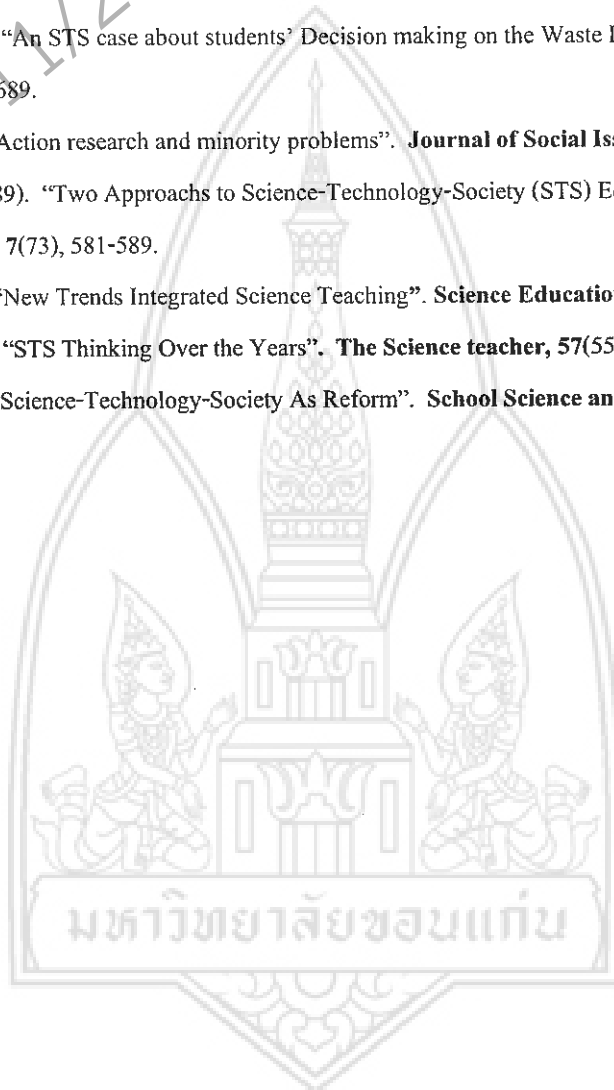 “An STS case about students’ Decision making on the Waste
689.
Action research and minority problems”. Journal of Social Iss
89). “Two Approachs to Science-Technology-Society (STS) E
7(73), 581-589.
“New Trends Integrated Science Teaching”. Science Educatio
“STS Thinking Over the Years”. The Science teacher, 57(55
Science-Technology-Society As Reform”. School Science an
มหาวิทยาลัยขอนแก่น